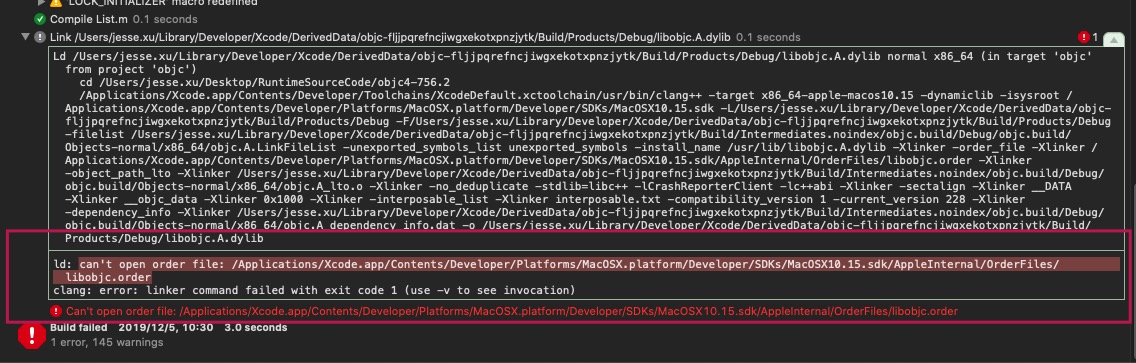 'LOCK_INITIALIZER' macro redefined
Compile List.m 0.1 seconds
Link /Users/jesse.xu/Library/Developer/Xcode/DerivedData/objc-fljjpqrefncjiwgxekotxpnzjytk/Build/Products/Debug/libobjc.A.dylib 0.1 seconds 1
Ld /Users/jesse.xu/Library/Developer/Xcode/DerivedData/objc-fljjpqrefncjiwgxekotxpnzjytk/Build/Products/Debug/libobjc.A.dylib normal x86_64 (in target 'objc'
from project 'objc')
cd /Users/jesse.xu/Desktop/RuntimeSourceCode/objc4-756.2
/Applications/Xcode.app/Contents/Developer/Toolchains/XcodeDefault.xctoolchain/usr/bin/clang++ -target x86_64-apple-macos10.15 -dynamiclib -isysroot /
Applications/Xcode.app/Contents/Developer/Platforms/MacOSX.platform/Developer/SDKs/MacOSX10.15.sdk -L/Users/jesse.xu/Library/Developer/Xcode/DerivedData/objc-
fljjpqrefncjiwgxekotxpnzjytk/Build/Products/Debug -F/Users/jesse.xu/Library/Developer/Xcode/DerivedData/objc-fljjpqrefncjiwgxekotxpnzjytk/Build/Products/Debug
-filelist /Users/jesse.xu/Library/Developer/Xcode/DerivedData/objc-fljjpqrefncjiwgxekotxpnzjytk/Build/Intermediates.noindex/objc.build/Debug/objc.build/
Objects-normal/x86_64/objc.A.LinkFileList -unexported_symbols_list unexported_symbols -install_name /usr/lib/libobjc.A.dylib -Xlinker -order_file -Xlinker /
Applications/Xcode.app/Contents/Developer/Platforms/MacOSX.platform/Developer/SDKs/MacOSX10.15.sdk/AppleInternal/OrderFiles/libobjc.order -Xlinker
-object_path_lto -Xlinker /Users/jesse.xu/Library/Developer/Xcode/DerivedData/objc-fljjpqrefncjiwgxekotxpnzjytk/Build/Intermediates.noindex/objc.build/Debug/
objc.build/Objects-normal/x86_64/objc.A_lto.o -Xlinker -no_deduplicate -stdlib=libc++ -lCrashReporterClient -lc++abi -Xlinker -sectalign -Xlinker __DATA
-Xlinker __objc_data -Xlinker 0x1000 -Xlinker -interposable_list -Xlinker interposable.txt -compatibility_version 1 -current_version 228 -Xlinker
-dependency_info -Xlinker /Users/jesse.xu/Library/Developer/Xcode/DerivedData/objc-fljjpqrefncjiwgxekotxpnzjytk/Build/Intermediates.noindex/objc.build/Debug/
objc.build/Objects-normal/x86_64/objc.A_dependency_info.dat -o /Users/jesse.xu/Library/Developer/Xcode/DerivedData/objc-fljjpqrefncjiwgxekotxpnzjytk/Build/
Products/Debug/libobjc.A.dylib
ld: can't open order file: /Applications/Xcode.app/Contents/Developer/Platforms/MacOSX.platform/Developer/SDKs/MacOSX10.15.sdk/AppleInternal/OrderFiles/
libobjc.order
clang: error: linker command failed with exit code 1 (use -v to see invocation)
Can't open order file: /Applications/Xcode.app/Contents/Developer/Platforms/MacOSX.platform/Developer/SDKs/MacOSX10.15.sdk/AppleInternal/OrderFiles/libobjc.order
Build failed 2019/12/5, 10:30 3.0 seconds
1 error, 145 warnings